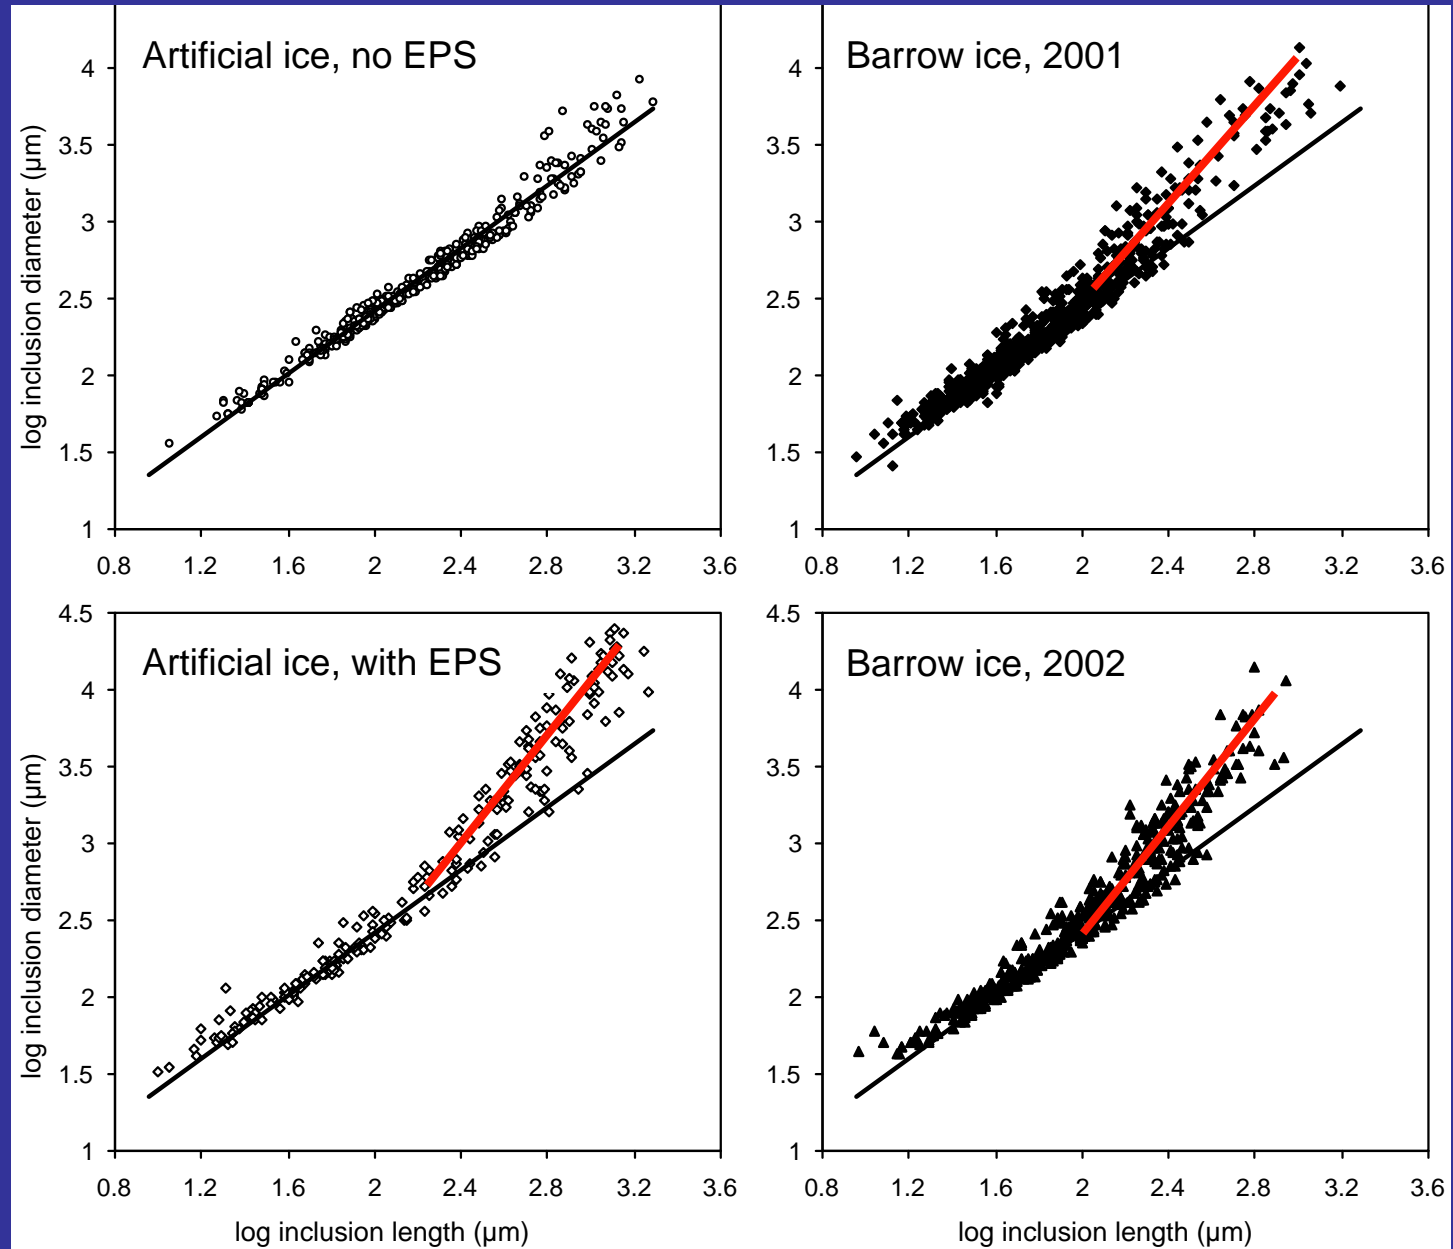 Artificial ice, no EPS
log inclusion diameter (μm)
4
3.5
3
2.5
2
1.5
1
0.8 1.2 1.6 2 2.4 2.8 3.2 3.6
Barrow ice, 2001
4
3.5
3
2.5
2
1.5
1
0.8 1.2 1.6 2 2.4 2.8 3.2 3.6
Artificial ice, with EPS
log inclusion diameter (μm)
4.5
4
3.5
3
2.5
2
1.5
1
0.8 1.2 1.6 2 2.4 2.8 3.2 3.6
log inclusion length (μm)
Barrow ice, 2002
4.5
4
3.5
3
2.5
2
1.5
1
0.8 1.2 1.6 2 2.4 2.8 3.2 3.6
log inclusion length (μm)